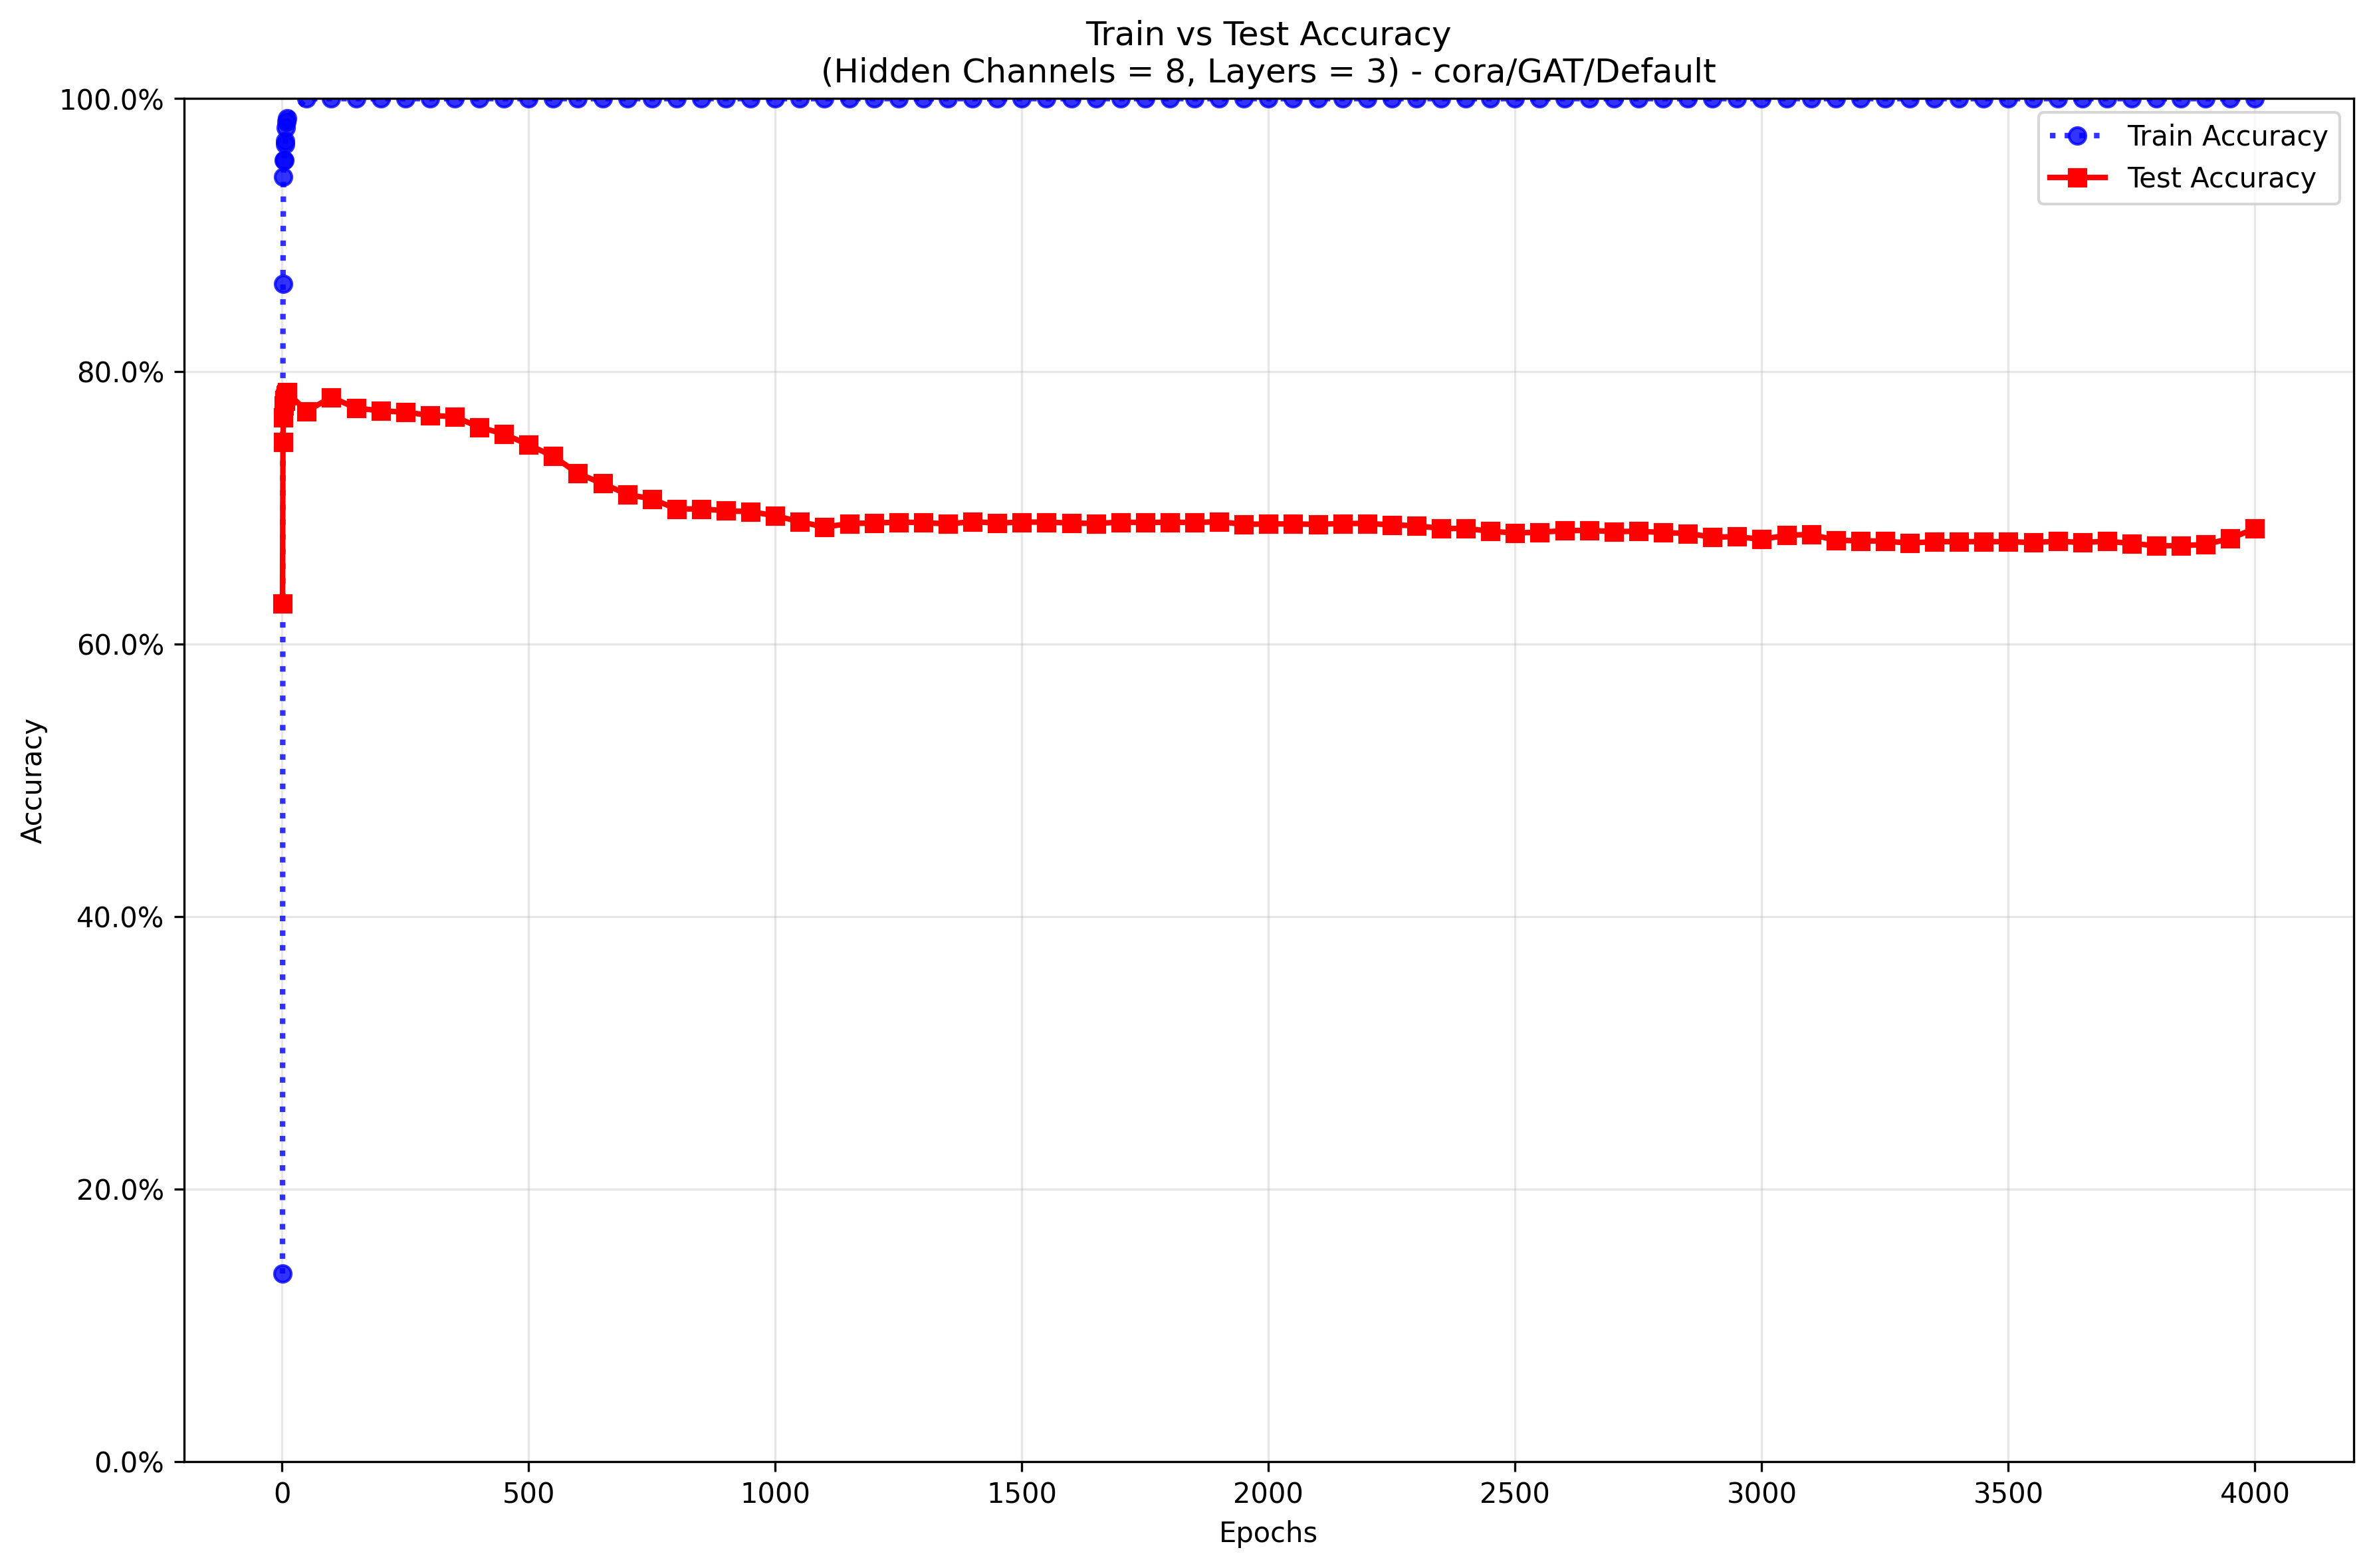 Train vs Test Accuracy
(Hidden Channels = 8, Layers = 3) - cora/GAT/Default
100.0%
80.0%
60.0%
40.0%
20.0%
0.0%
Accuracy
Train Accuracy
Test Accuracy
0 500 1000 1500 2000 2500 3000 3500 4000
Epochs